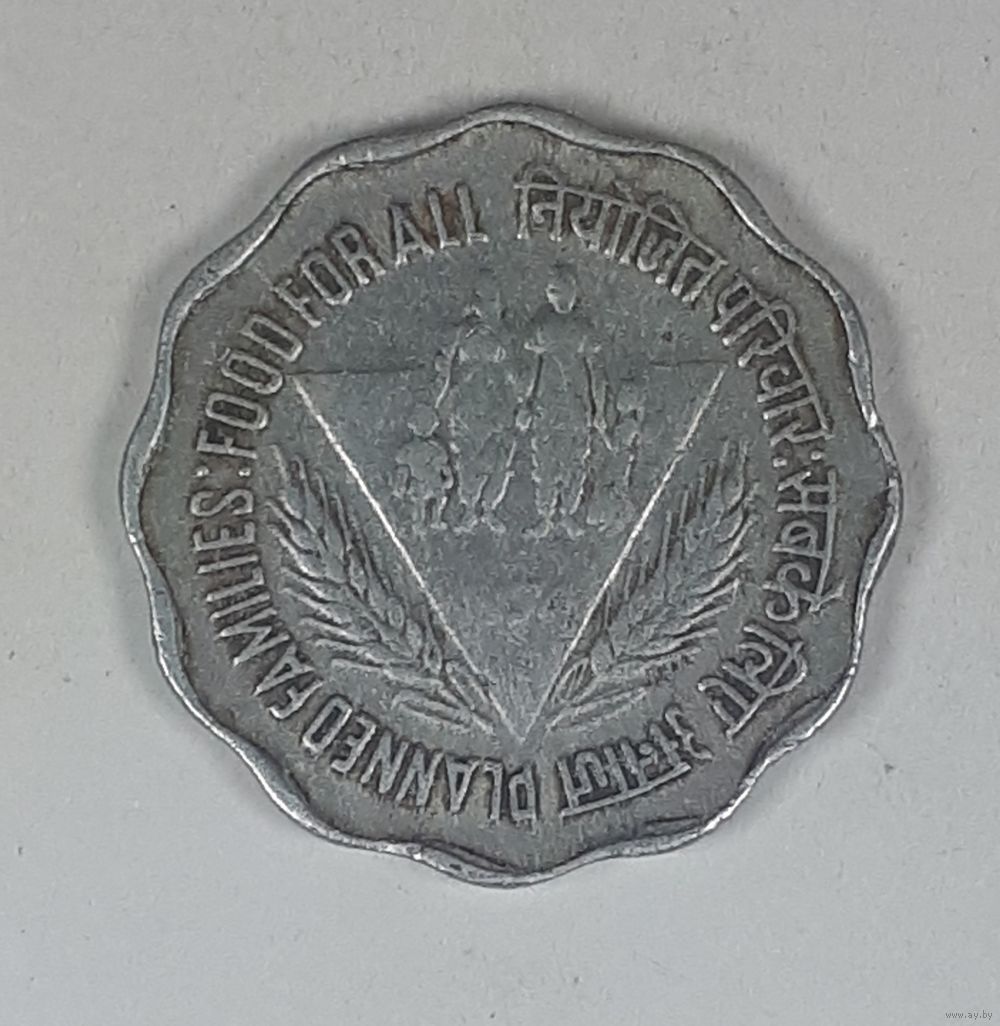 PLANNED FAMILIES: FOOD FOR ALL
नियोजित परिवार: सबके लिए अनाज
www.ay.by